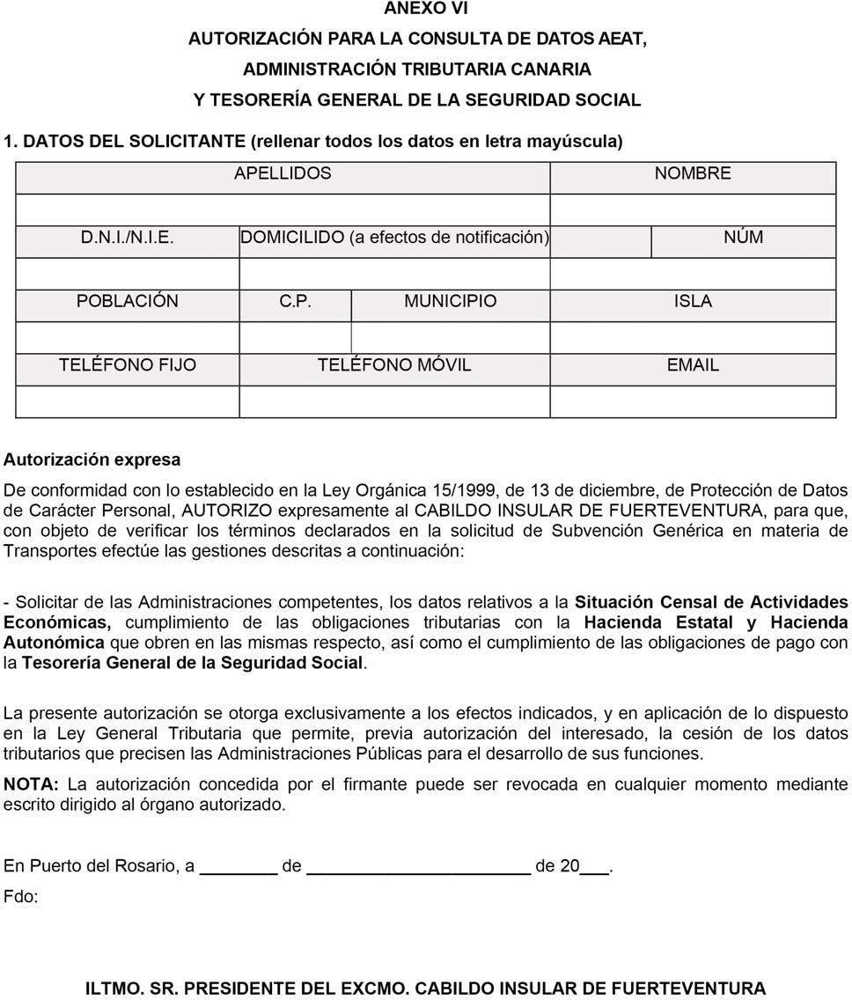 ANEXO VI
AUTORIZACIÓN PARA LA CONSULTA DE DATOS AEAT,
ADMINISTRACIÓN TRIBUTARIA CANARIA
Y TESORERÍA GENERAL DE LA SEGURIDAD SOCIAL
1. DATOS DEL SOLICITANTE (rellenar todos los datos en letra mayúscula)
APELLIDOS NOMBRE
D.N.I./N.I.E. DOMICILIDO (a efectos de notificación) NÚM
POBLACIÓN C.P. MUNICIPIO ISLA
TELÉFONO FIJO TELÉFONO MÓVIL EMAIL
Autorización expresa
De conformidad con lo establecido en la Ley Orgánica 15/1999, de 13 de diciembre, de Protección de Datos
de Carácter Personal, AUTORIZO expresamente al CABILDO INSULAR DE FUERTEVENTURA, para que,
con objeto de verificar los términos declarados en la solicitud de Subvención Genérica en materia de
Transportes efectúe las gestiones descritas a continuación:
- Solicitar de las Administraciones competentes, los datos relativos a la Situación Censal de Actividades
Económicas, cumplimiento de las obligaciones tributarias con la Hacienda Estatal y Hacienda
Autonómica que obren en las mismas respecto, así como el cumplimiento de las obligaciones de pago con
la Tesorería General de la Seguridad Social.
La presente autorización se otorga exclusivamente a los efectos indicados, y en aplicación de lo dispuesto
en la Ley General Tributaria que permite, previa autorización del interesado, la cesión de los datos
tributarios que precisen las Administraciones Públicas para el desarrollo de sus funciones.
NOTA: La autorización concedida por el firmante puede ser revocada en cualquier momento mediante
escrito dirigido al órgano autorizado.
En Puerto del Rosario, a ________ de _______________________ de 20___.
Fdo:
ILTMO. SR. PRESIDENTE DEL EXCMO. CABILDO INSULAR DE FUERTEVENTURA